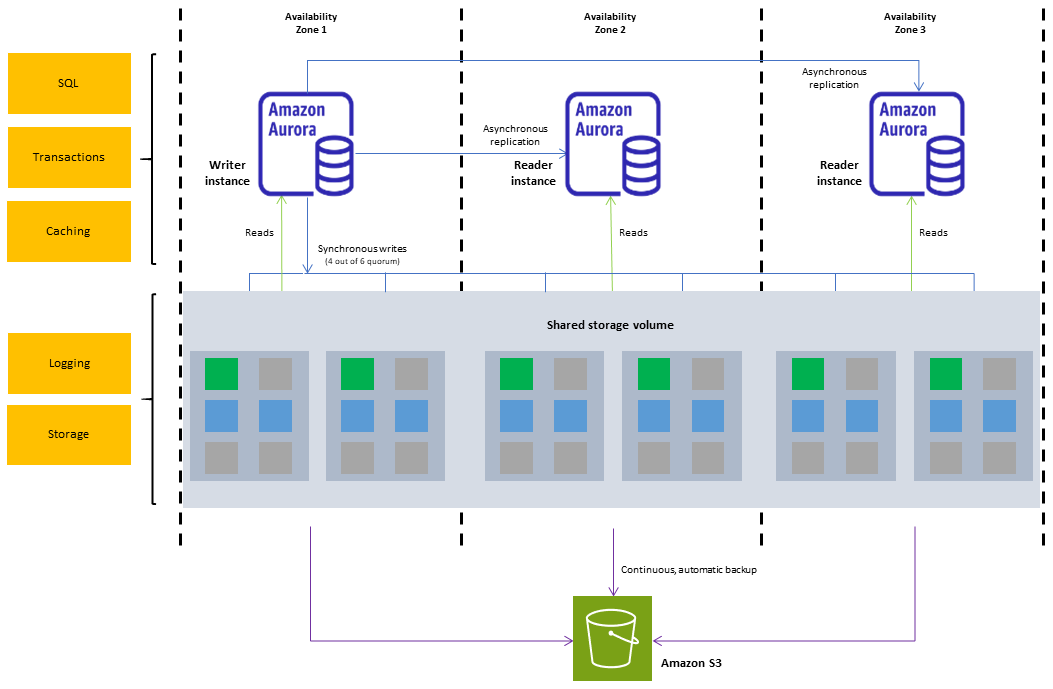 Availability
Zone 1
Availability
Zone 2
Availability
Zone 3
SQL
Transactions
Caching
Logging
Storage
Asynchronous
replication
Asynchronous
replication
Amazon
Aurora
Amazon
Aurora
Amazon
Aurora
Writer
instance
Reader
instance
Reader
instance
Reads
Synchronous writes
(4 out of 6 quorum)
Reads
Reads
Shared storage volume
Continuous, automatic backup
Amazon S3